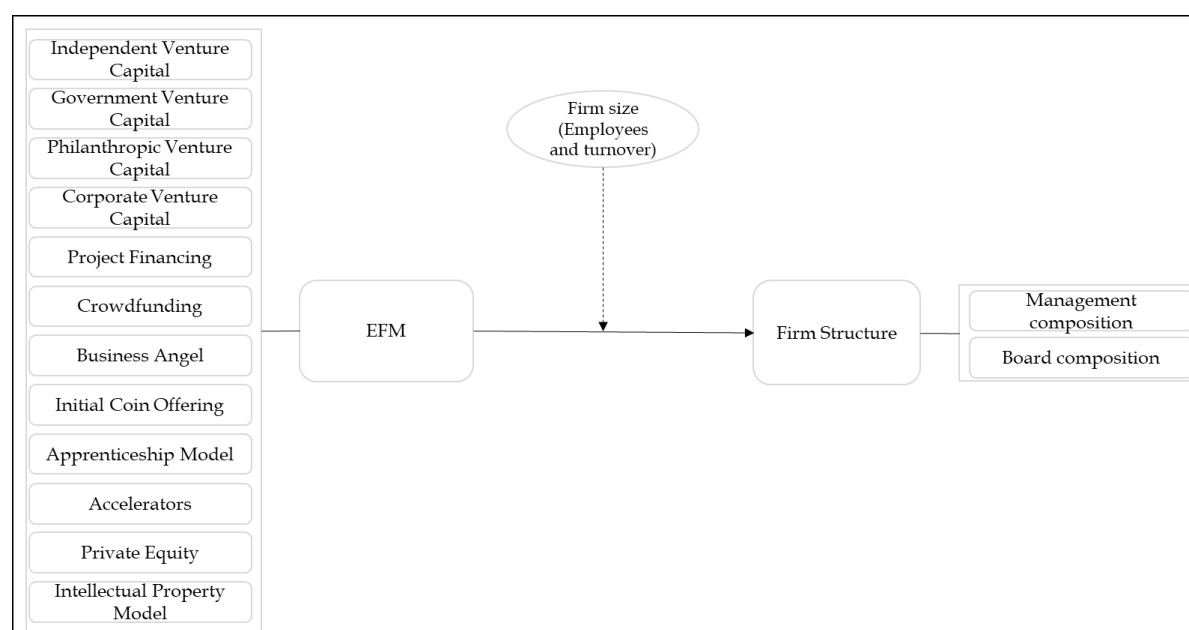 Independent Venture
Capital
Government Venture
Capital
Philanthropic Venture
Capital
Corporate Venture
Capital
Project Financing
Crowdfunding
Business Angel
Initial Coin Offering
Apprenticeship Model
Accelerators
Private Equity
Intellectual Property
Model
EFM
Firm size
(Employees
and turnover)
Firm Structure
Management
composition
Board composition